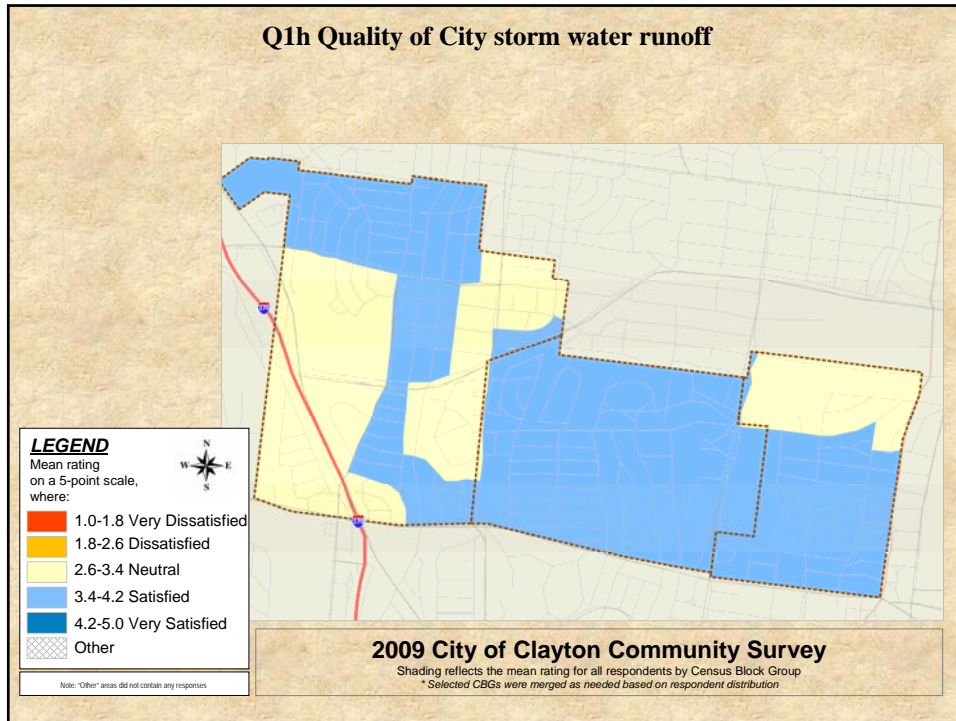 Q1h Quality of City storm water runoff
LEGEND
Mean rating
on a 5-point scale,
where:
N
W E
S
1.0-1.8 Very Dissatisfied
1.8-2.6 Dissatisfied
2.6-3.4 Neutral
3.4-4.2 Satisfied
4.2-5.0 Very Satisfied
Other
Note: "Other" areas did not contain any responses
2009 City of Clayton Community Survey
Shading reflects the mean rating for all respondents by Census Block Group
* Selected CBGs were merged as needed based on respondent distribution